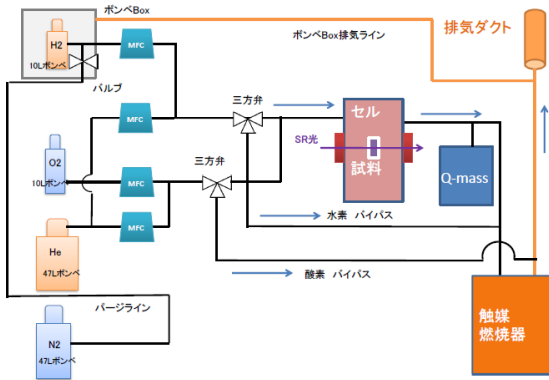 ボンベBox
H2
10Lボンベ
MFC
バルブ
ボンベBox排気ライン
排気ダクト
MFC
三方弁
セル
SR光
試料
O2
10Lボンベ
MFC
三方弁
Q-mass
MFC
He
47Lボンベ
水素 バイパス
酸素 バイパス
パージライン
N2
47Lボンベ
触媒
燃焼器